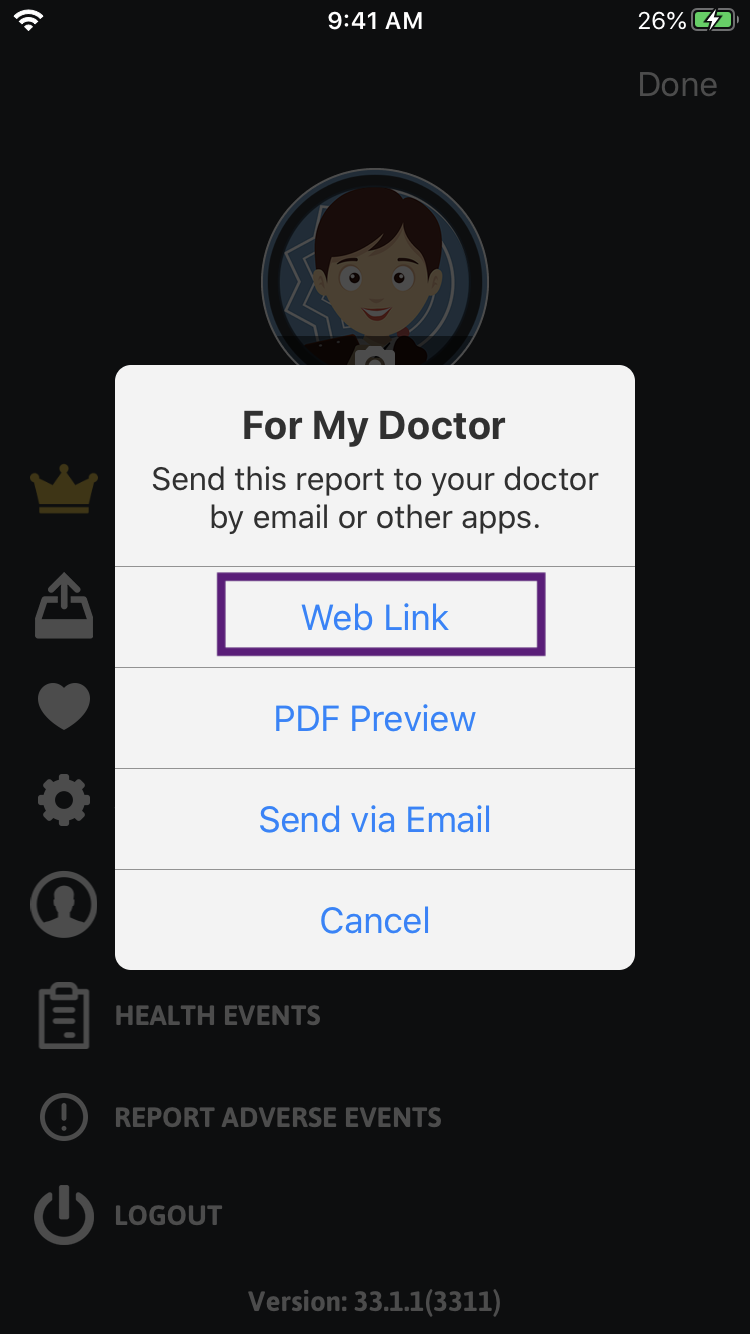 9:41 AM
26%
Done
For My Doctor
Send this report to your doctor
by email or other apps.
Web Link
PDF Preview
Send via Email
Cancel
HEALTH EVENTS
REPORT ADVERSE EVENTS
LOGOUT
Version: 33.1.1(3311)